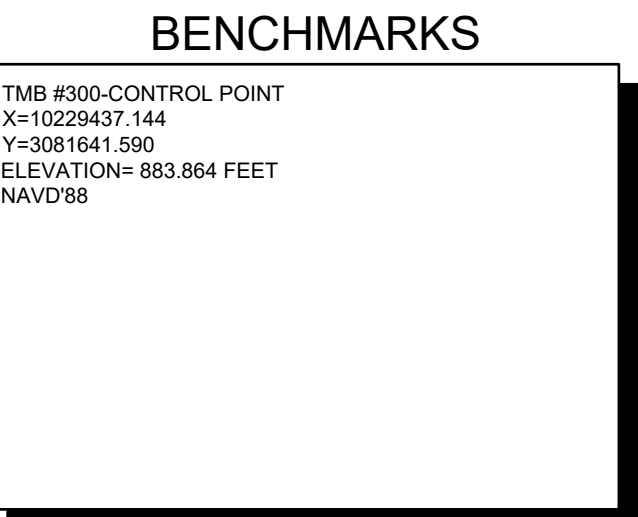 BENCHMARKS
TMB #300-CONTROL POINT
X=10229437.144
Y=3081641.590
ELEVATION= 883.864 FEET
NAVD'88